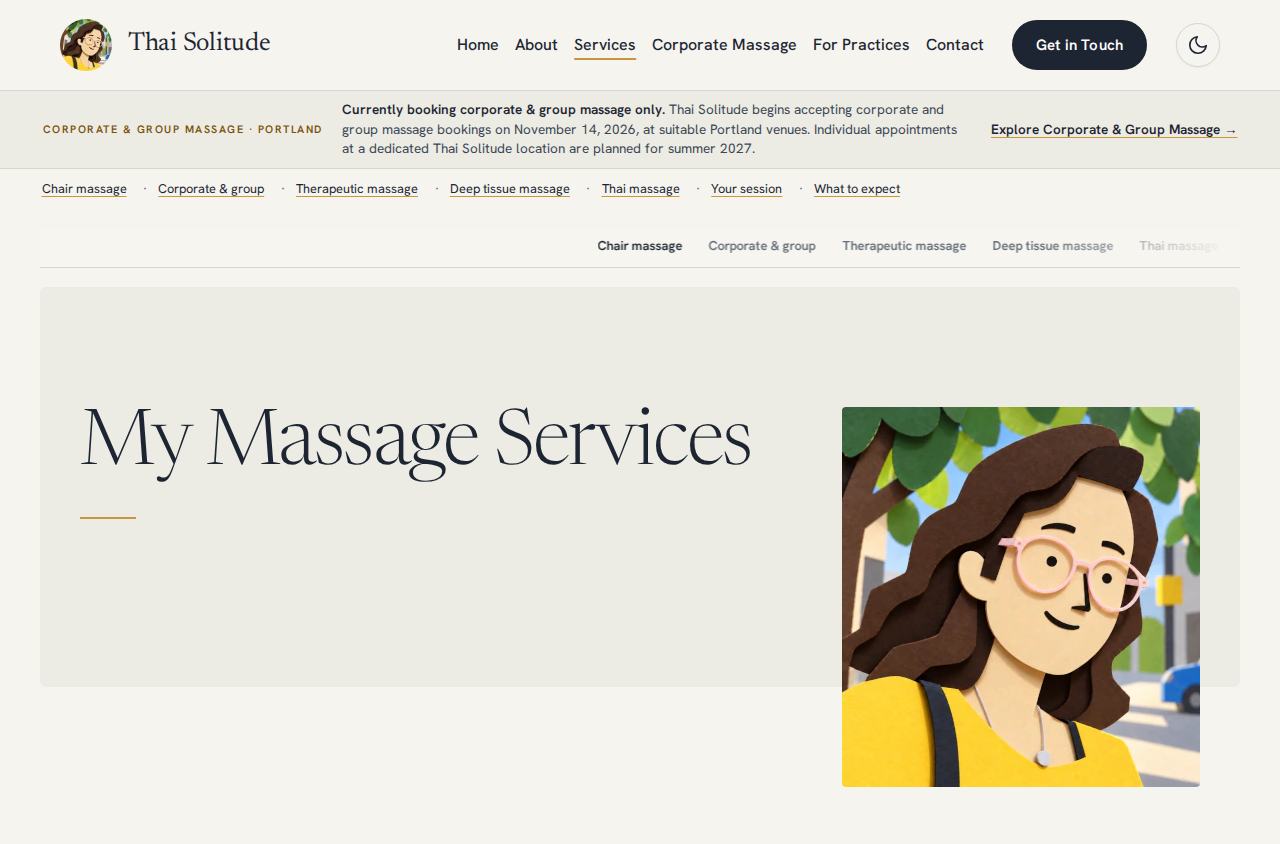 Thai Solitude
Home About Services Corporate Massage For Practices Contact Get in Touch
CORPORATE & GROUP MASSAGE · PORTLAND
Currently booking corporate & group massage only. Thai Solitude begins accepting corporate and
group massage bookings on November 14, 2026, at suitable Portland venues. Individual appointments
at a dedicated Thai Solitude location are planned for summer 2027.
Explore Corporate & Group Massage →
Chair massage · Corporate & group · Therapeutic massage · Deep tissue massage · Thai massage · Your session · What to expect
Chair massage Corporate & group Therapeutic massage Deep tissue massage Thai massage
My Massage Services